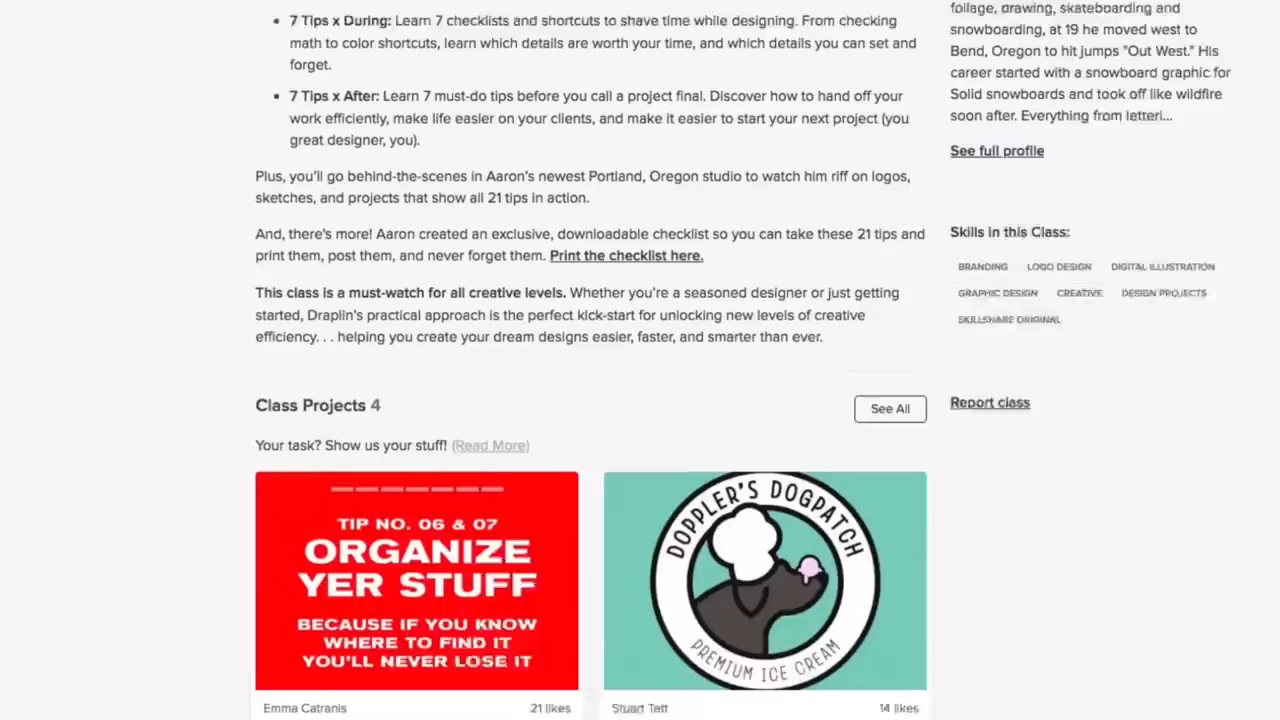 7 Tips x During: Learn 7 checklists and shortcuts to shave time while designing. From checking
math to color shortcuts, learn which details are worth your time, and which details you can set and
forget.
7 Tips x After: Learn 7 must-do tips before you call a project final. Discover how to hand off your
work efficiently, make life easier on your clients, and make it easier to start your next project (you
great designer, you).
Plus, you'll go behind-the-scenes in Aaron's newest Portland, Oregon studio to watch him riff on logos,
sketches, and projects that show all 21 tips in action.
And, there's more! Aaron created an exclusive, downloadable checklist so you can take these 21 tips and
print them, post them, and never forget them. Print the checklist here.
This class is a must-watch for all creative levels. Whether you're a seasoned designer or just getting
started, Draplin's practical approach is the perfect kick-start for unlocking new levels of creative
efficiency. . . helping you create your dream designs easier, faster, and smarter than ever.
Class Projects 4
See All
Your task? Show us your stuff! (Read More)
TIP NO. 06 & 07
ORGANIZE
YER STUFF
BECAUSE IF YOU KNOW
WHERE TO FIND IT
YOU'LL NEVER LOSE IT
Emma Catranis
21 likes
DOPPLER'S DOGPATCH
PREMIUM ICE CREAM
Stuart Tett
14 likes
foliage, drawing, skateboarding and
snowboarding, at 19 he moved west to
Bend, Oregon to hit jumps "Out West." His
career started with a snowboard graphic for
Solid snowboards and took off like wildfire
soon after. Everything from letteri...
See full profile
Skills in this Class:
BRANDING
LOGO DESIGN
DIGITAL ILLUSTRATION
GRAPHIC DESIGN
CREATIVE
DESIGN PROJECTS
SKILLSHARE ORIGINAL
Report class